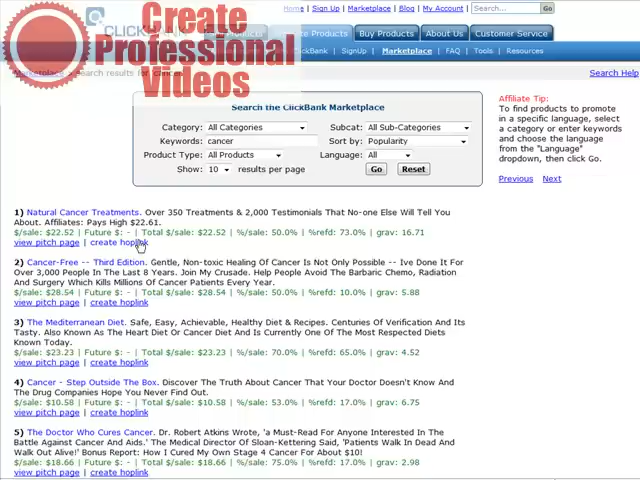 Home | Sign Up | Marketplace | Blog | My Account | Search... Go
Create
Professional
Videos
Products Buy Products About Us Customer Service
ClickBank | SignUp | Marketplace | FAQ | Tools | Resources
Marketplace > Search results for 'cancer'
Search Help
Search the ClickBank Marketplace
Category: All Categories Subcat: All Sub-Categories
Keywords: cancer Sort by: Popularity
Product Type: All Products Language: All
Show: 10 results per page Go Reset
Affiliate Tip:
To find products to promote
in a specific language, select
a category or enter keywords
and choose the language
from the "Language"
dropdown, then click Go.
Previous Next
1) Natural Cancer Treatments. Over 350 Treatments & 2,000 Testimonials That No-one Else Will Tell You
About. Affiliates: Pays High $22.61.
$/sale: $22.52 | Future $: - | Total $/sale: $22.52 | %/sale: 50.0% | %refd: 73.0% | grav: 16.71
view pitch page | create hoplink
2) Cancer-Free -- Third Edition. Gentle, Non-toxic Healing Of Cancer Is Not Only Possible -- Ive Done It For
Over 3,000 People In The Last 8 Years. Join My Crusade. Help People Avoid The Barbaric Chemo, Radiation
And Surgery Which Kills Millions Of Cancer Patients Every Year.
$/sale: $28.54 | Future $: - | Total $/sale: $28.54 | %/sale: 50.0% | %refd: 10.0% | grav: 5.88
view pitch page | create hoplink
3) The Mediterranean Diet. Safe, Easy, Achievable, Healthy Diet & Recipes. Centuries Of Verification And Its
Tasty. Also Known As The Heart Diet Or Cancer Diet And Is Currently One Of The Most Respected Diets
Known Today.
$/sale: $23.23 | Future $: - | Total $/sale: $23.23 | %/sale: 70.0% | %refd: 65.0% | grav: 4.52
view pitch page | create hoplink
4) Cancer - Step Outside The Box. Discover The Truth About Cancer That Your Doctor Doesn't Know And
The Drug Companies Hope You Never Find Out.
$/sale: $10.58 | Future $: - | Total $/sale: $10.58 | %/sale: 53.0% | %refd: 17.0% | grav: 6.75
view pitch page | create hoplink
5) The Doctor Who Cures Cancer. Dr. Robert Atkins Wrote, 'a Must-Read For Anyone Interested In The
Battle Against Cancer And Aids.' The Medical Director Of Sloan-Kettering Said, 'Patients Walk In Dead And
Walk Out Alive!' Bonus Report: How I Cured My Own Stage 4 Cancer For About $10!
$/sale: $18.66 | Future $: - | Total $/sale: $18.66 | %/sale: 75.0% | %refd: 17.0% | grav: 2.98
view pitch page | create hoplink